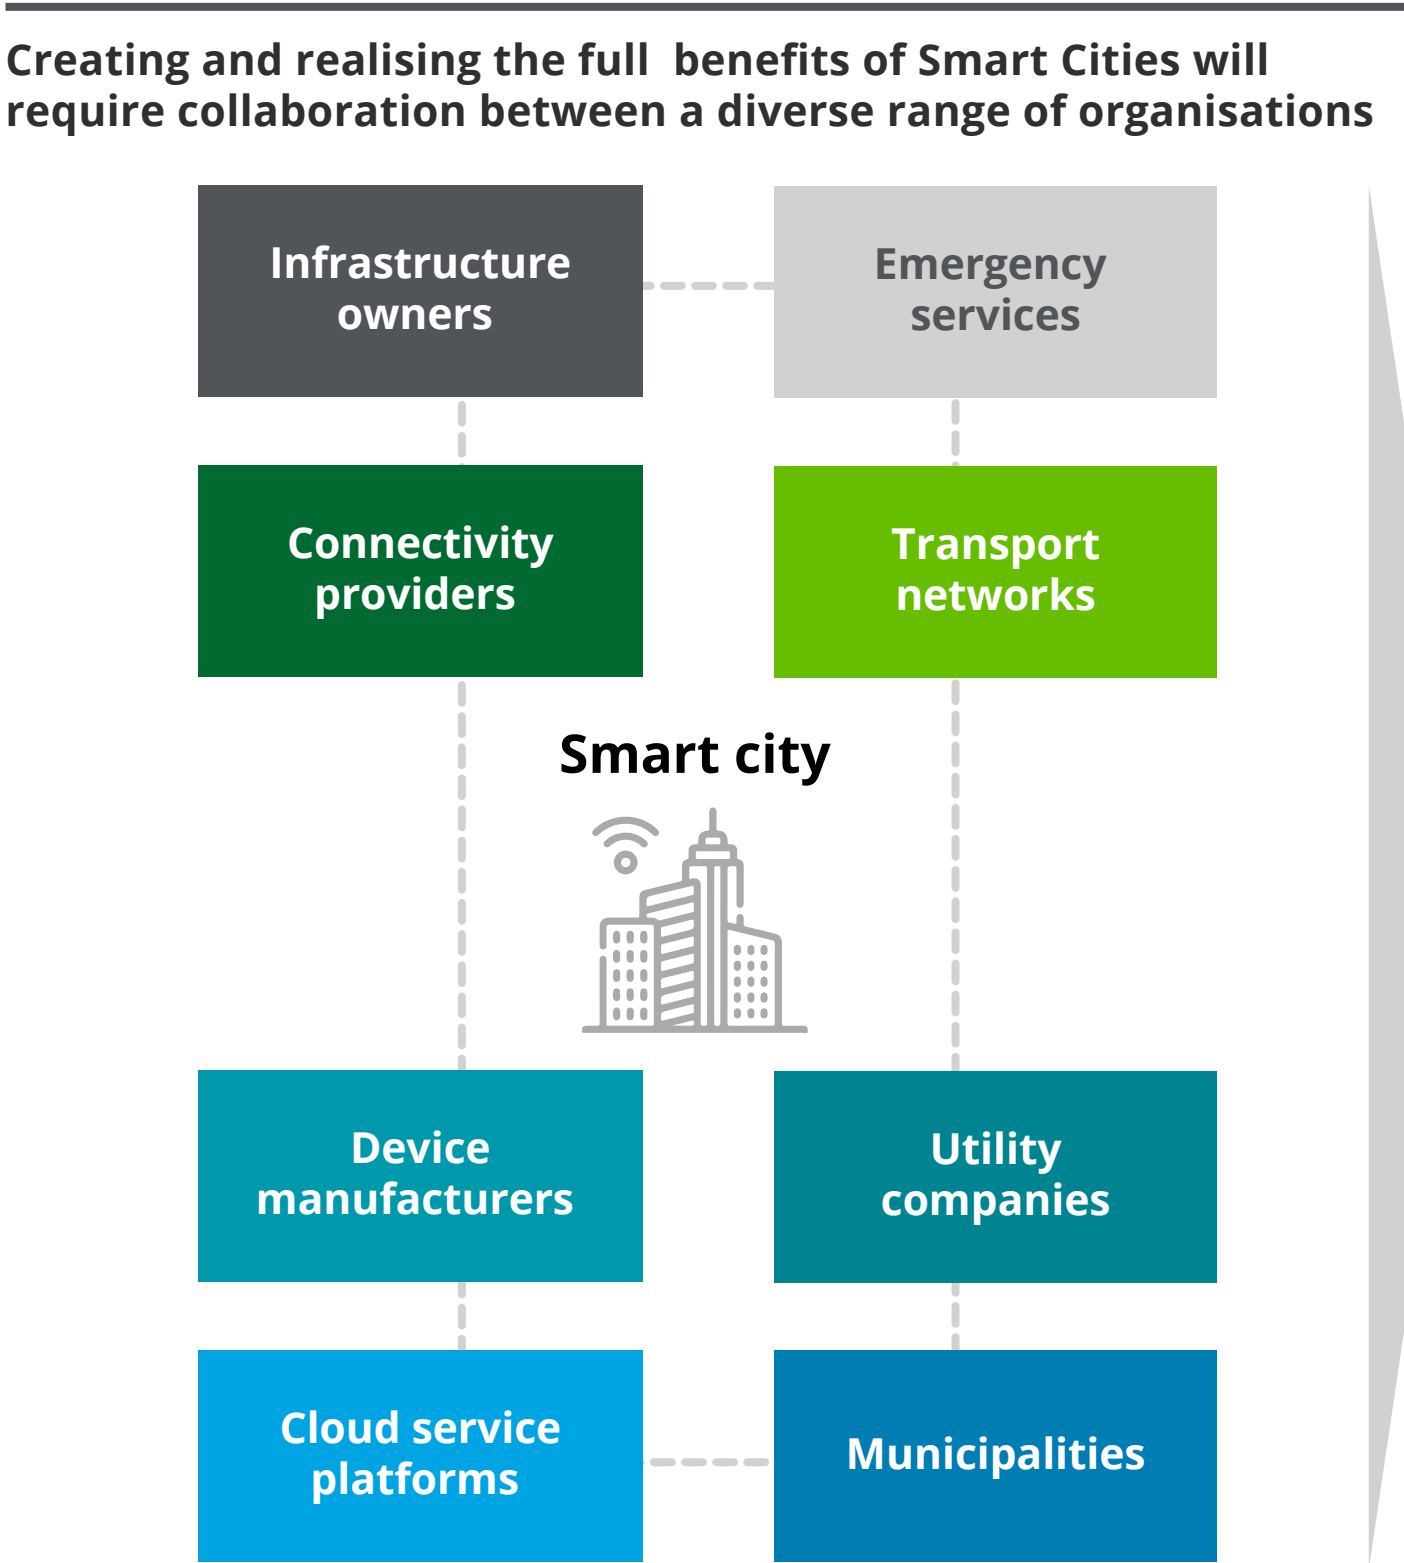 Creating and realising the full  benefits of Smart Cities will
require collaboration between a diverse range of organisations
Infrastructure
owners
Emergency
services
Connectivity
providers
Transport
networks
Smart city
Device
manufacturers
Utility
companies
Cloud service
platforms
Municipalities